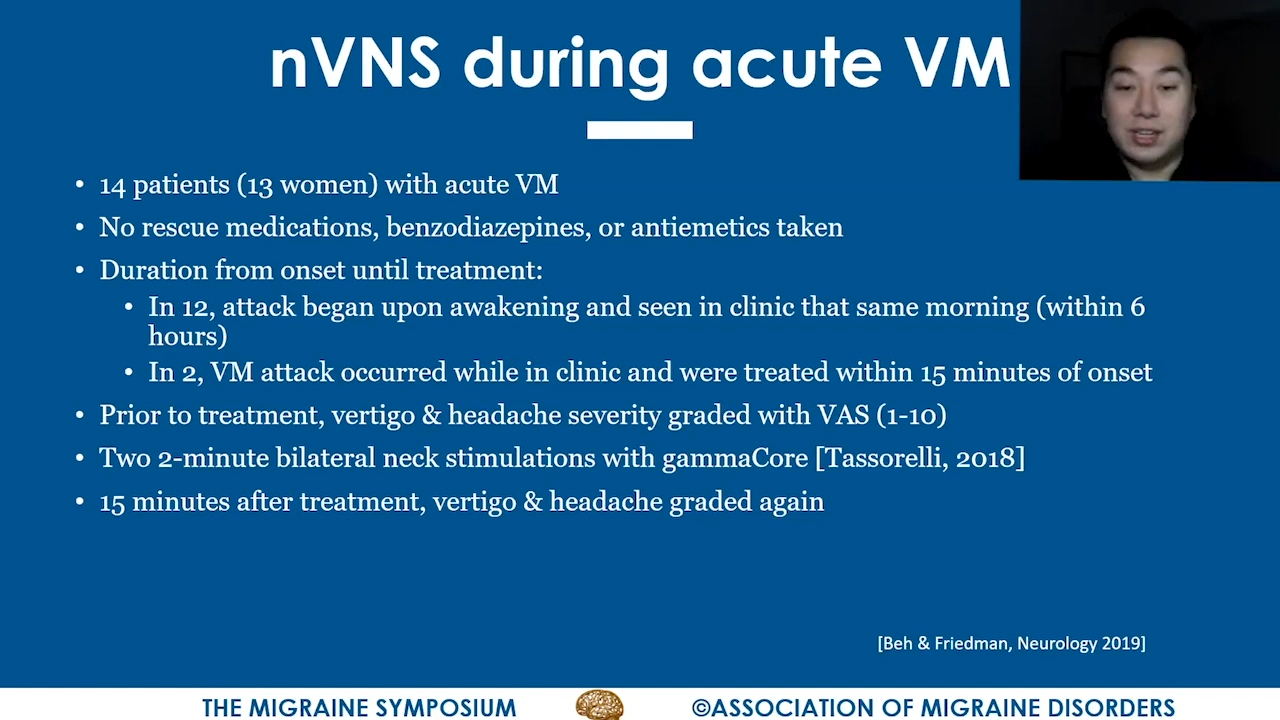 nVNS during acute VM
• 14 patients (13 women) with acute VM
• No rescue medications, benzodiazepines, or antiemetics taken
• Duration from onset until treatment:
• In 12, attack began upon awakening and seen in clinic that same morning (within 6
hours)
• In 2, VM attack occurred while in clinic and were treated within 15 minutes of onset
• Prior to treatment, vertigo & headache severity graded with VAS (1-10)
• Two 2-minute bilateral neck stimulations with gammaCore [Tassorelli, 2018]
• 15 minutes after treatment, vertigo & headache graded again
[Beh & Friedman, Neurology 2019]
THE MIGRAINE SYMPOSIUM
©ASSOCIATION OF MIGRAINE DISORDERS